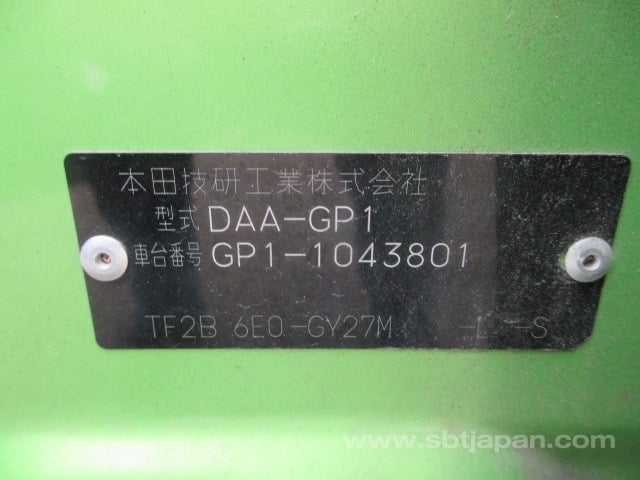 本田技研工業株式会社
型式 DAA-GP1
車台番号 GP1-1043801
TF2B 6E0-GY27M -L -S
www.sbtjapan.com